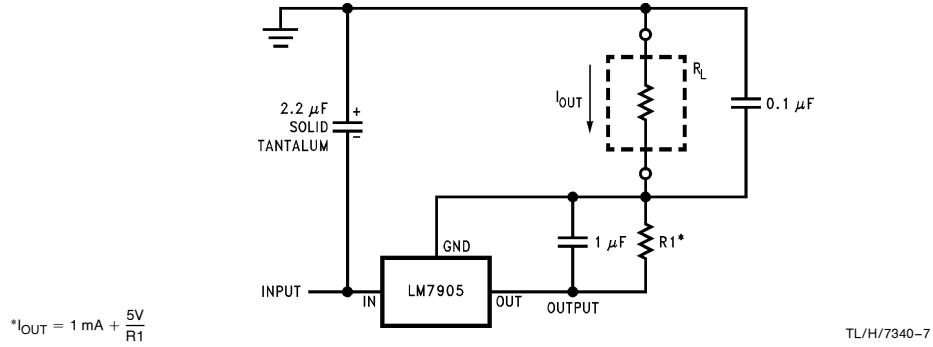 2.2 µF
SOLID
TANTALUM
+
−
I_OUT
R_L
0.1 µF
GND
1 µF
R1*
INPUT
IN
LM7905
OUT
OUTPUT
*I_OUT = 1 mA + 5V/R1
TL/H/7340–7